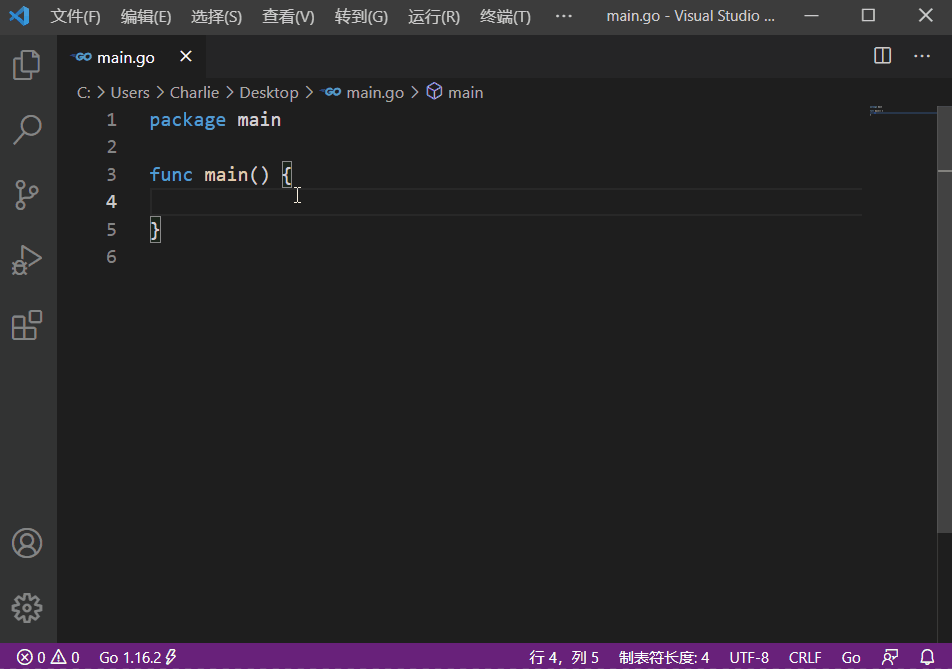 文件(F) 编辑(E) 选择(S) 查看(V) 转到(G) 运行(R) 终端(T) ··· main.go - Visual Studio ...
GO main.go
C: > Users > Charlie > Desktop > GO main.go > main
1 package main
2
3 func main() {
4
5 }
6
0 0 Go 1.16.2 行 4，列 5 制表符长度: 4 UTF-8 CRLF Go